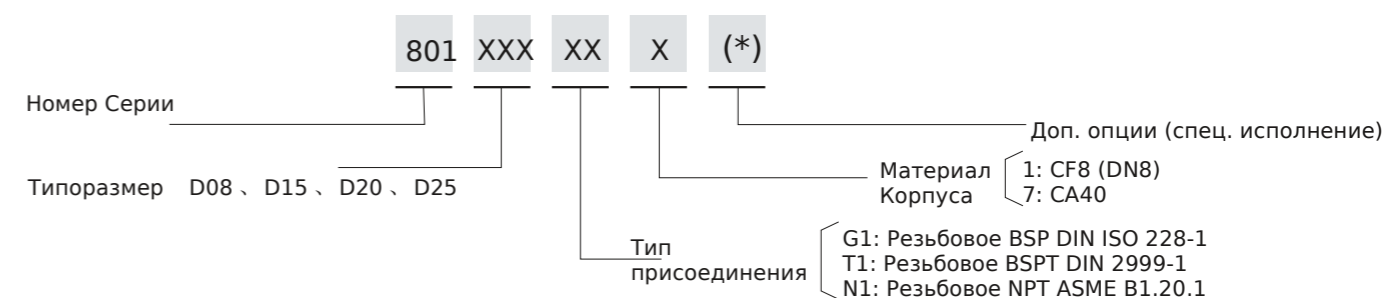 801 XXX XX X (*)
Номер Серии
Доп. опции (спец. исполнение)
Типоразмер D08 、 D15 、 D20 、 D25
Материал
Корпуса
1: CF8 (DN8)
7: CA40
Тип
присоединения
G1: Резьбовое BSP DIN ISO 228-1
T1: Резьбовое BSPT DIN 2999-1
N1: Резьбовое NPT ASME B1.20.1